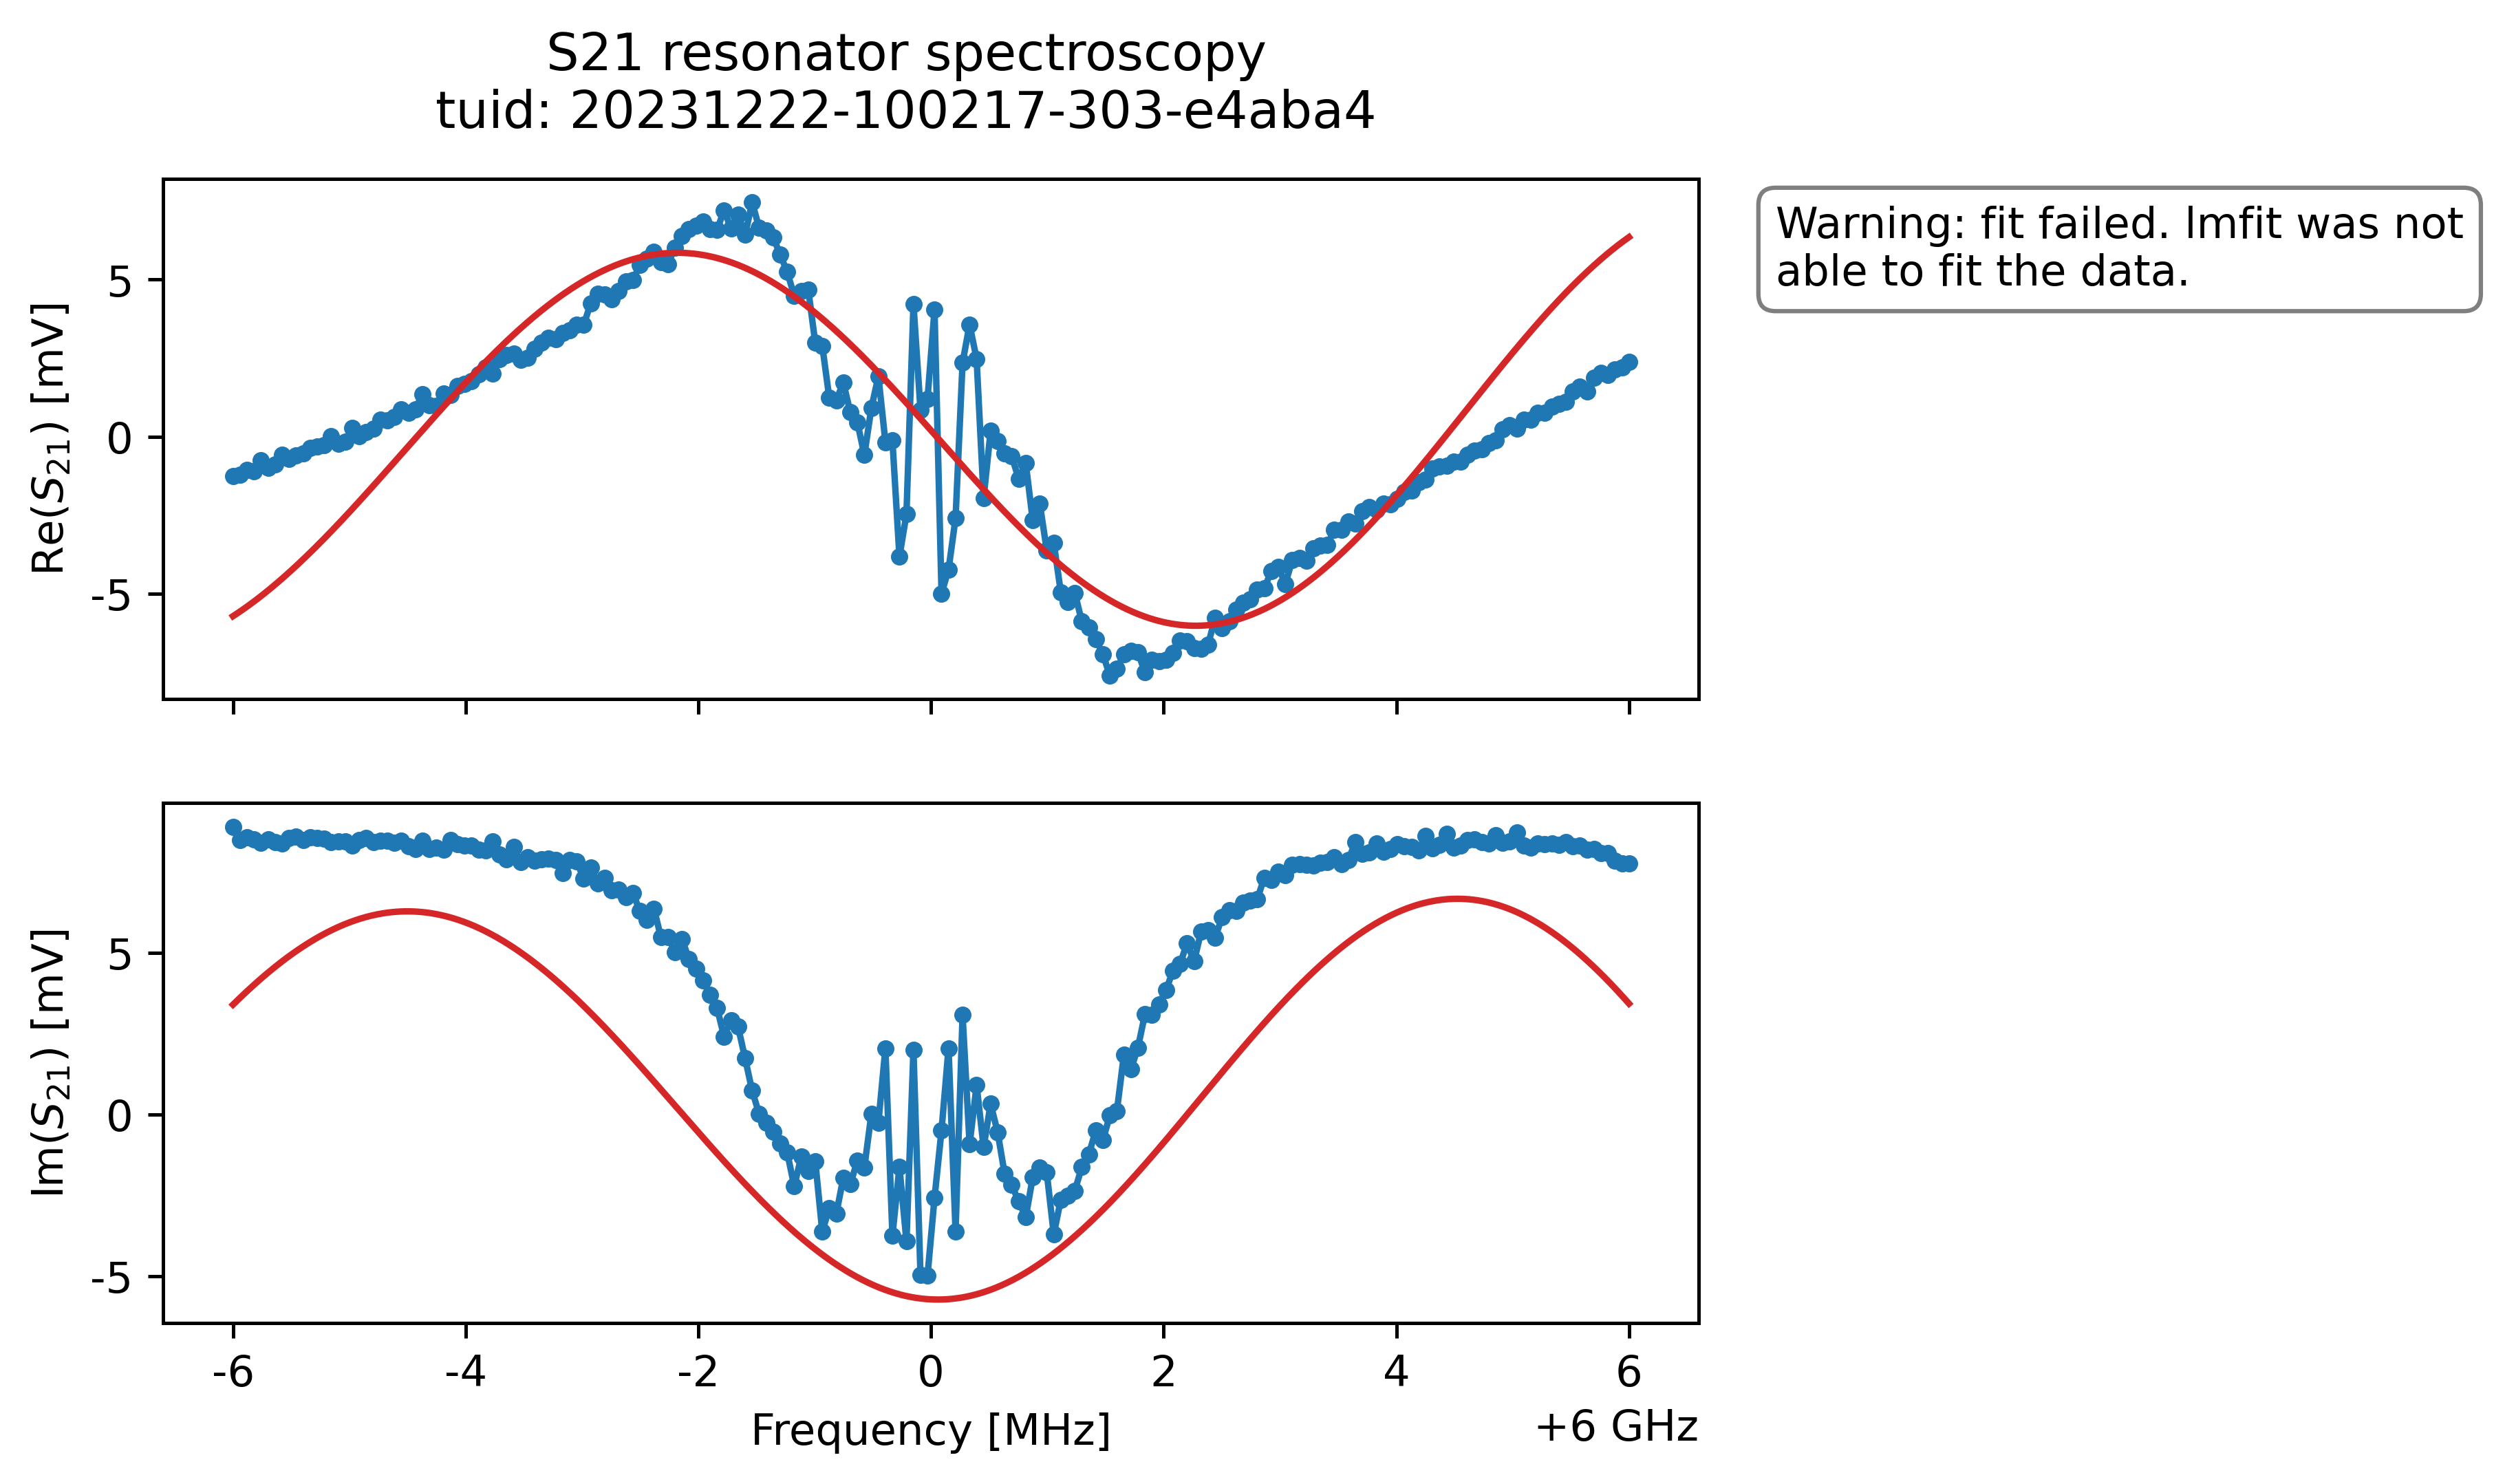 S21 resonator spectroscopy
tuid: 20231222-100217-303-e4aba4
Warning: fit failed. lmfit was not
able to fit the data.
Re(S₂₁) [mV]
5
0
-5
Im(S₂₁) [mV]
5
0
-5
-6 -4 -2 0 2 4 6
Frequency [MHz]
+6 GHz